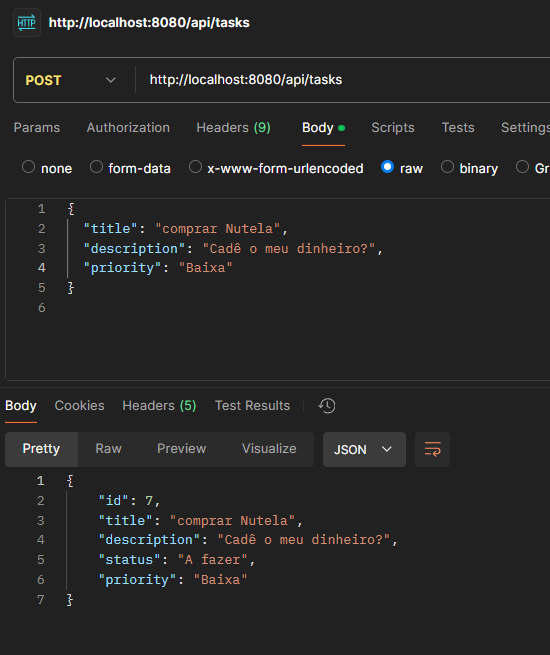 HTTP http://localhost:8080/api/tasks
POST http://localhost:8080/api/tasks
Params Authorization Headers (9) Body Scripts Tests Settings
none form-data x-www-form-urlencoded raw binary Gr
1 {
2 "title": "comprar Nutela",
3 "description": "Cadê o meu dinheiro?",
4 "priority": "Baixa"
5 }
6
Body Cookies Headers (5) Test Results
Pretty Raw Preview Visualize JSON
1 {
2 "id": 7,
3 "title": "comprar Nutela",
4 "description": "Cadê o meu dinheiro?",
5 "status": "A fazer",
6 "priority": "Baixa"
7 }